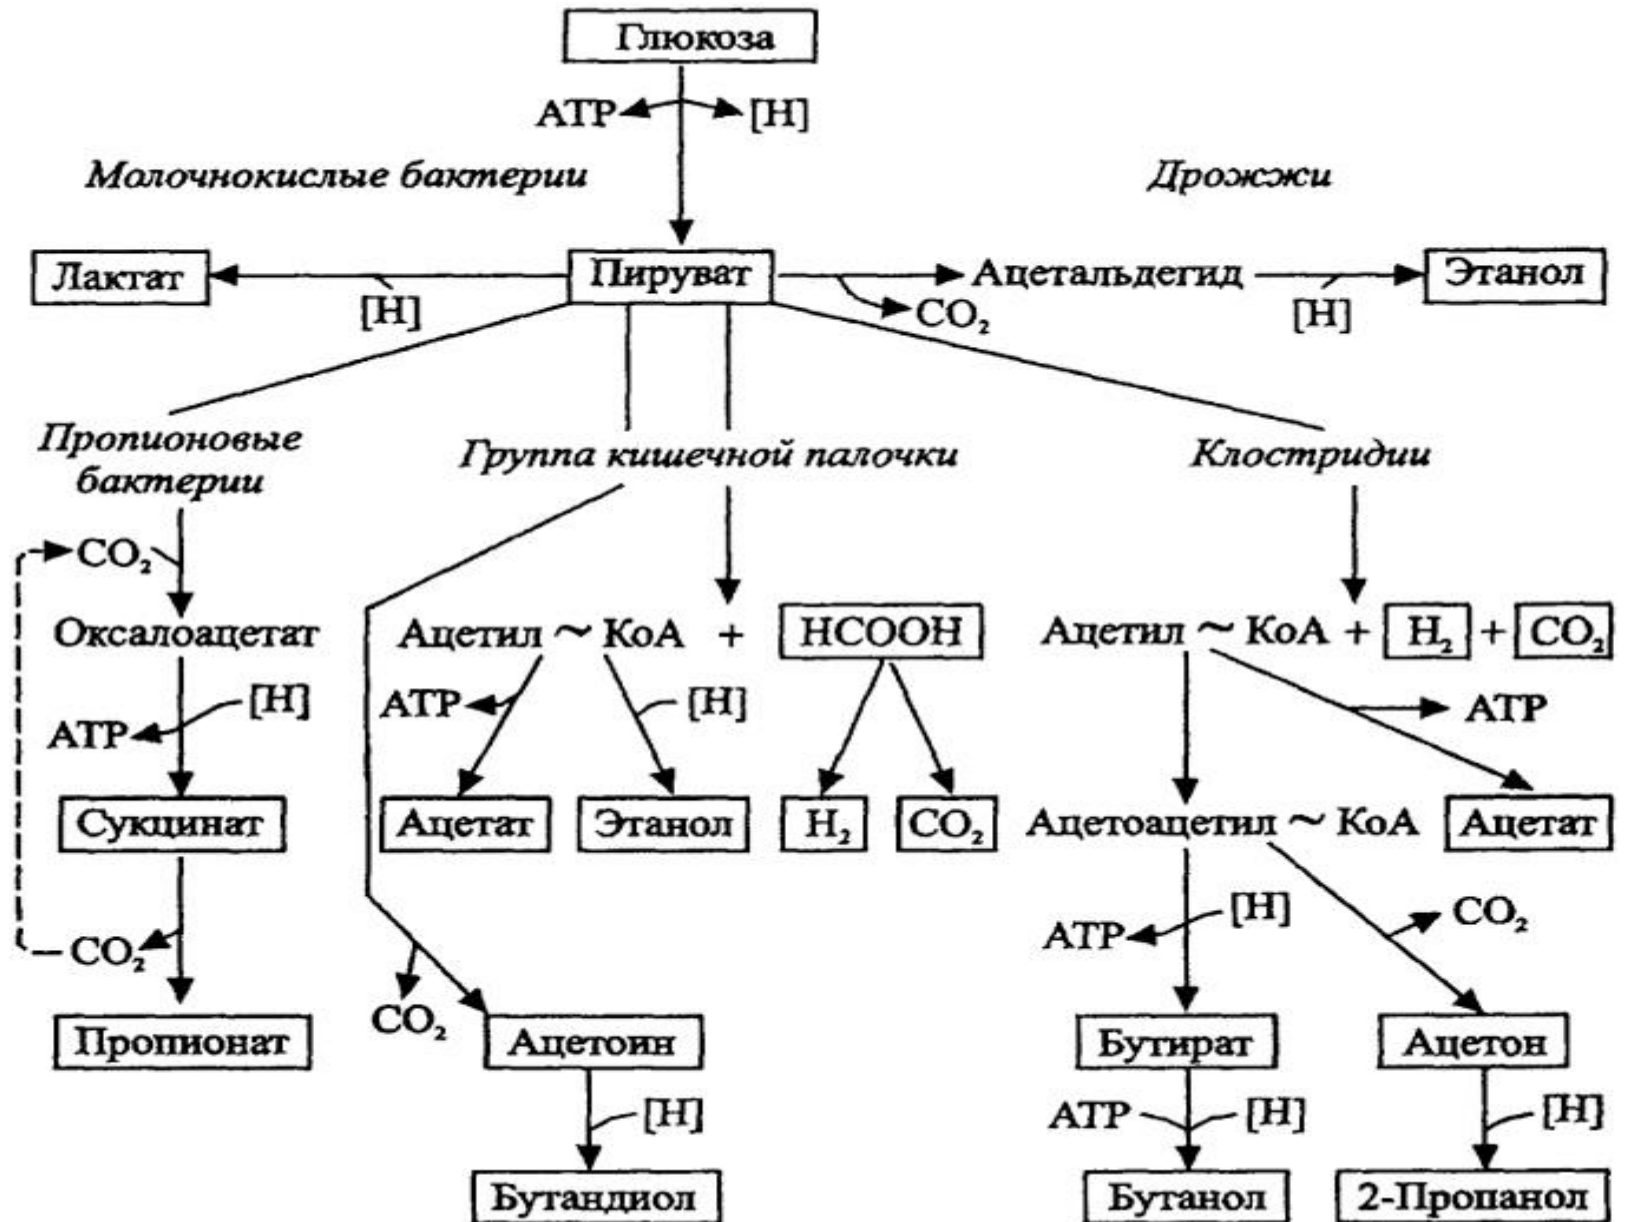 Глюкоза
ATP [H]
Молочнокислые бактерии Дрожжи
Лактат Пируват Ацетальдегид Этанол
[H] CO₂ [H]
Пропионовые
бактерии
Группа кишечной палочки
Клостридии
CO₂
Оксалоацетат Ацетил ~ КоА + HCOOH Ацетил ~ КоА + H₂ + CO₂
ATP [H] ATP [H] ATP
Сукцинат Ацетат Этанол H₂ CO₂ Ацетоацетил ~ КоА Ацетат
CO₂ CO₂ ATP [H] CO₂
Пропионат Ацетоин Бутират Ацетон
[H] ATP [H] [H]
Бутандиол Бутанол 2-Пропанол